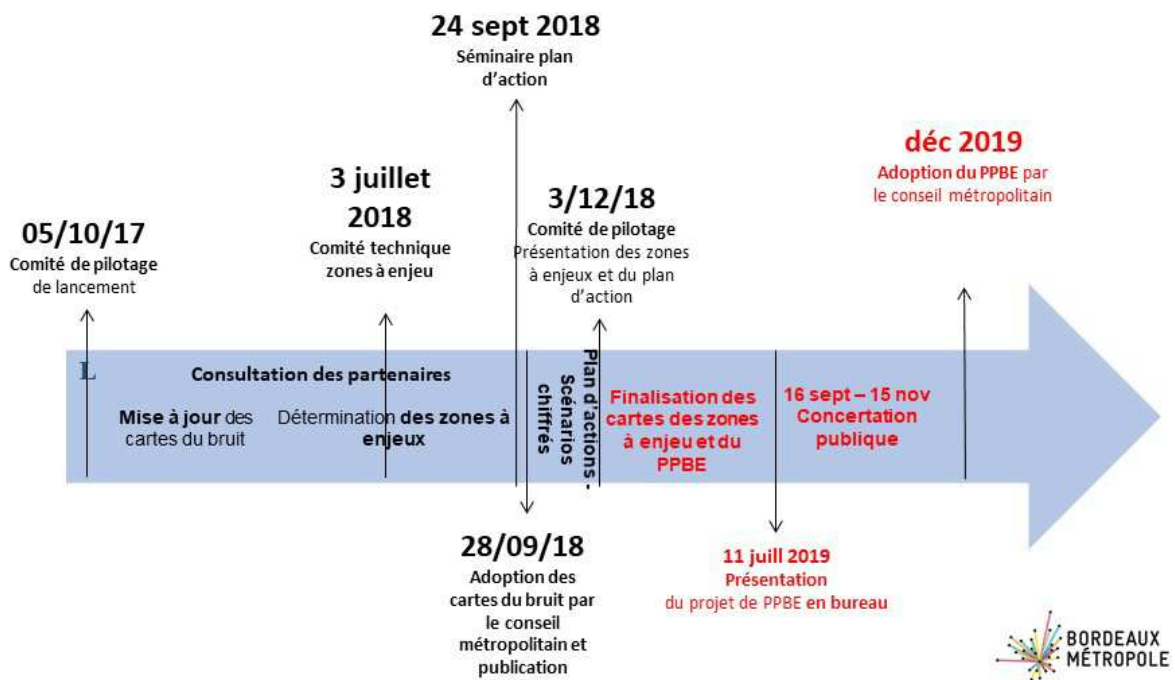 24 sept 2018
Séminaire plan
d'action
déc 2019
Adoption du PPBE par
le conseil métropolitain
3 juillet
2018
Comité technique
zones à enjeu
3/12/18
Comité de pilotage
Présentation des zones
à enjeux et du plan
d'action
05/10/17
Comité de pilotage
de lancement
L
Consultation des partenaires
Mise à jour des
cartes du bruit
Détermination des zones à
enjeux
Plan d'actions -
Scénarios
chiffrés
Finalisation des
cartes des zones
à enjeu et du
PPBE
16 sept – 15 nov
Concertation
publique
28/09/18
Adoption des
cartes du bruit par
le conseil
métropolitain et
publication
11 juill 2019
Présentation
du projet de PPBE en bureau
BORDEAUX
MÉTROPOLE